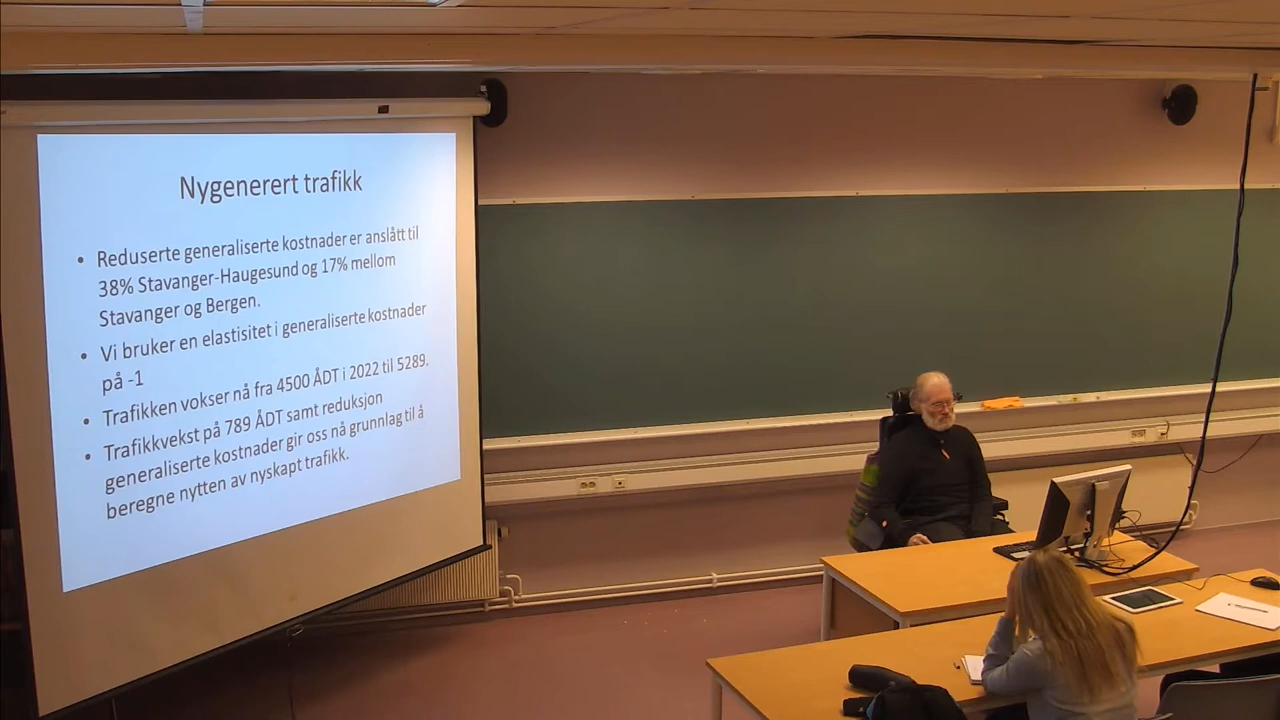 Nygenerert trafikk
• Reduserte generaliserte kostnader er anslått til
38% Stavanger-Haugesund og 17% mellom
Stavanger og Bergen.
• Vi bruker en elastisitet i generaliserte kostnader
på -1
• Trafikken vokser nå fra 4500 ÅDT i 2022 til 5289.
• Trafikkvekst på 789 ÅDT samt reduksjon
generaliserte kostnader gir oss nå grunnlag til å
beregne nytten av nyskapt trafikk.